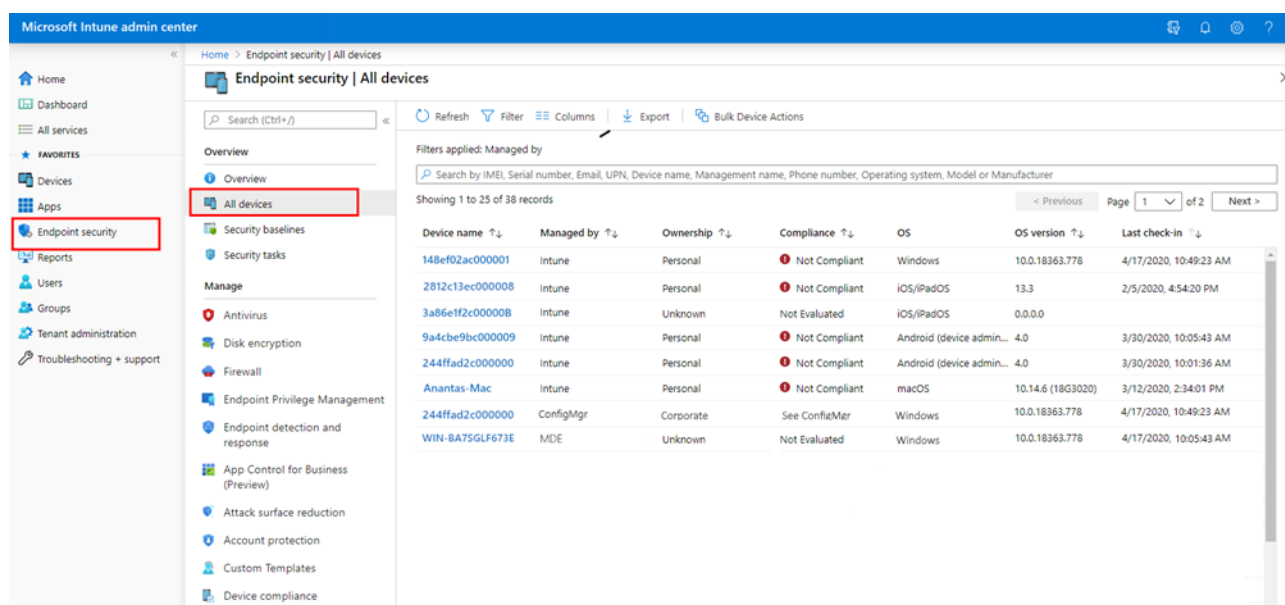 Microsoft Intune admin center
Home > Endpoint security | All devices
Endpoint security | All devices
Home
Dashboard
All services
FAVORITES
Devices
Apps
Endpoint security
Reports
Users
Groups
Tenant administration
Troubleshooting + support
Search (Ctrl+/)
Overview
Overview
All devices
Security baselines
Security tasks
Manage
Antivirus
Disk encryption
Firewall
Endpoint Privilege Management
Endpoint detection and
response
App Control for Business
(Preview)
Attack surface reduction
Account protection
Custom Templates
Device compliance
Refresh Filter Columns Export Bulk Device Actions
Filters applied: Managed by
Search by IMEI, Serial number, Email, UPN, Device name, Management name, Phone number, Operating system, Model or Manufacturer
Showing 1 to 25 of 38 records < Previous Page 1 of 2 Next >
Device name Managed by Ownership Compliance OS OS version Last check-in
148ef02ac000001 Intune Personal Not Compliant Windows 10.0.18363.778 4/17/2020, 10:49:23 AM
2812c13ec000008 Intune Personal Not Compliant iOS/iPadOS 13.3 2/5/2020, 4:54:20 PM
3a86e1f2c00000B Intune Unknown Not Evaluated iOS/iPadOS 0.0.0.0
9a4cbe9bc000009 Intune Personal Not Compliant Android (device admin... 4.0 3/30/2020, 10:05:43 AM
244ffad2c000000 Intune Personal Not Compliant Android (device admin... 4.0 3/30/2020, 10:01:36 AM
Anantas-Mac Intune Personal Not Compliant macOS 10.14.6 (18G3020) 3/12/2020, 2:34:01 PM
244ffad2c000000 ConfigMgr Corporate See ConfigMgr Windows 10.0.18363.778 4/17/2020, 10:49:23 AM
WIN-BA7SGLF673E MDE Unknown Not Evaluated Windows 10.0.18363.778 4/17/2020, 10:05:43 AM